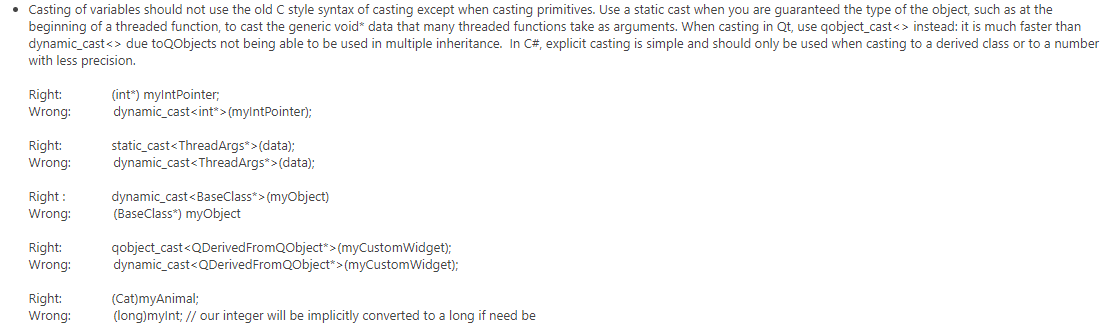 • Casting of variables should not use the old C style syntax of casting except when casting primitives. Use a static cast when you are guaranteed the type of the object, such as at the
beginning of a threaded function, to cast the generic void* data that many threaded functions take as arguments. When casting in Qt, use qobject_cast<> instead: it is much faster than
dynamic_cast<> due toQObjects not being able to be used in multiple inheritance.  In C#, explicit casting is simple and should only be used when casting to a derived class or to a number
with less precision.
Right: (int*) myIntPointer;
Wrong: dynamic_cast<int*>(myIntPointer);
Right: static_cast<ThreadArgs*>(data);
Wrong: dynamic_cast<ThreadArgs*>(data);
Right : dynamic_cast<BaseClass*>(myObject)
Wrong: (BaseClass*) myObject
Right: qobject_cast<QDerivedFromQObject*>(myCustomWidget);
Wrong: dynamic_cast<QDerivedFromQObject*>(myCustomWidget);
Right: (Cat)myAnimal;
Wrong: (long)myInt; // our integer will be implicitly converted to a long if need be